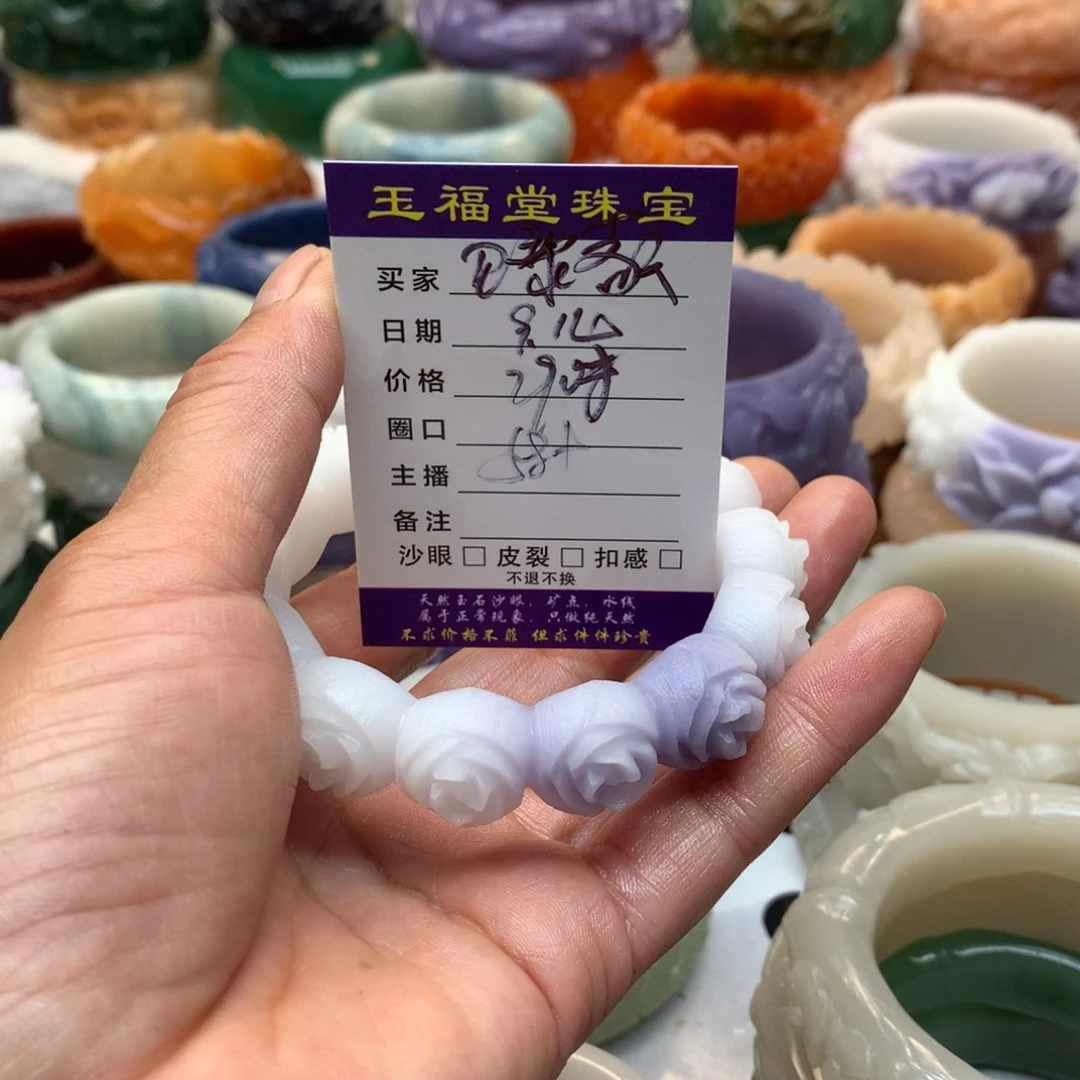 玉福堂珠宝
买家
日期
价格
圈口
主播
备注
沙眼□ 皮裂□ 扣感□
不退不换
天然玉石沙眼，矿点，水线
属于正常现象，只做纯天然
不求价格不菲 但求件件珍贵